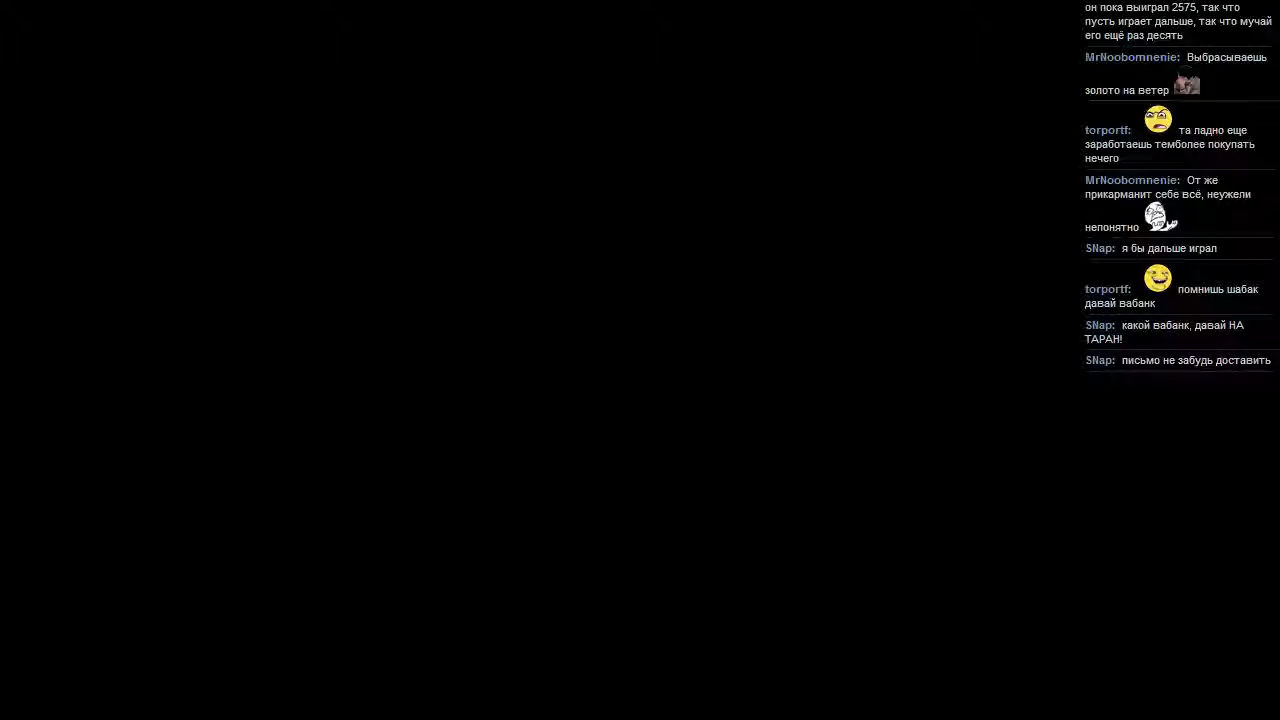 он пока выиграл 2575, так что
пусть играет дальше, так что мучай
его ещё раз десять
MrNoobomnenie: Выбрасываешь
золото на ветер
torportf: та ладно еще
заработаешь темболее покупать
нечего
MrNoobomnenie: От же
прикарманит себе всё, неужели
непонятно
SNap: я бы дальше играл
torportf: помнишь шабак
давай вабанк
SNap: какой вабанк, давай НА
ТАРАН!
SNap: письмо не забудь доставить